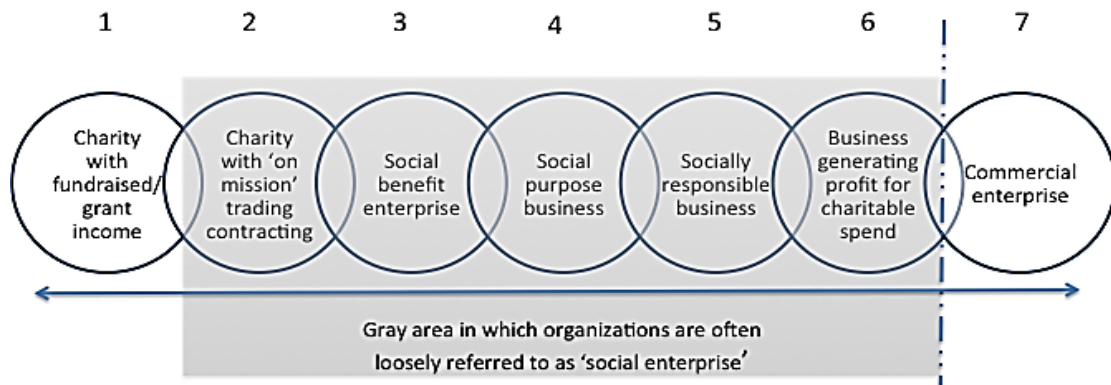 1 2 3 4 5 6 7
Charity
with
fundraised/
grant
income
Charity
with ‘on
mission’
trading
contracting
Social
benefit
enterprise
Social
purpose
business
Socially
responsible
business
Business
generating
profit for
charitable
spend
Commercial
enterprise
Gray area in which organizations are often
loosely referred to as ‘social enterprise’